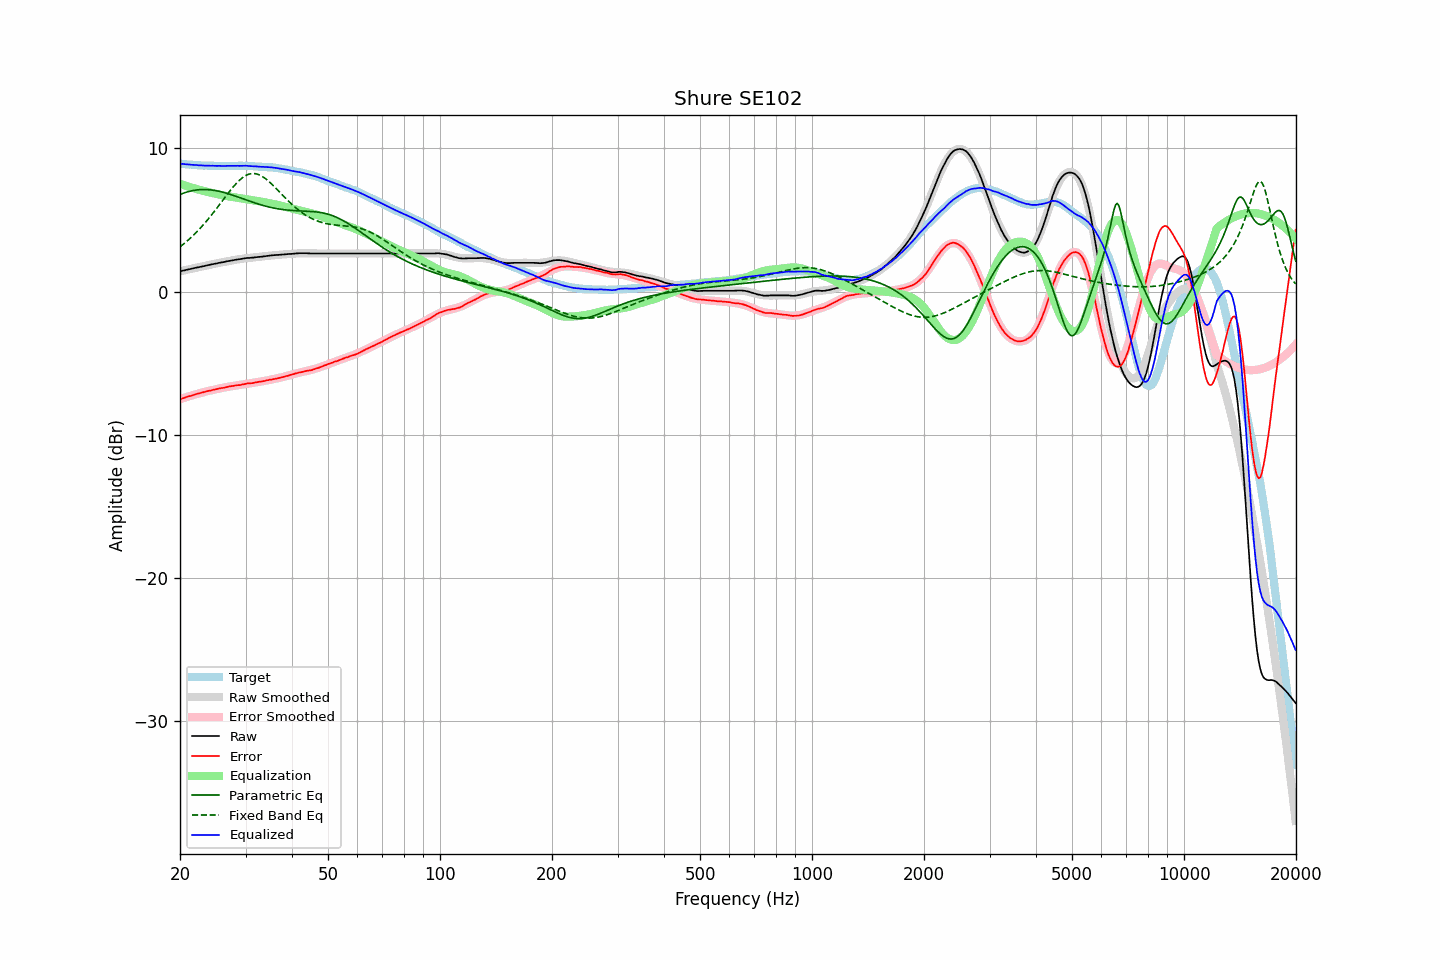 Shure SE102
Amplitude (dBr)
10
0
−10
−20
−30
Target
Raw Smoothed
Error Smoothed
Raw
Error
Equalization
Parametric Eq
Fixed Band Eq
Equalized
20 50 100 200 500 1000 2000 5000 10000 20000
Frequency (Hz)